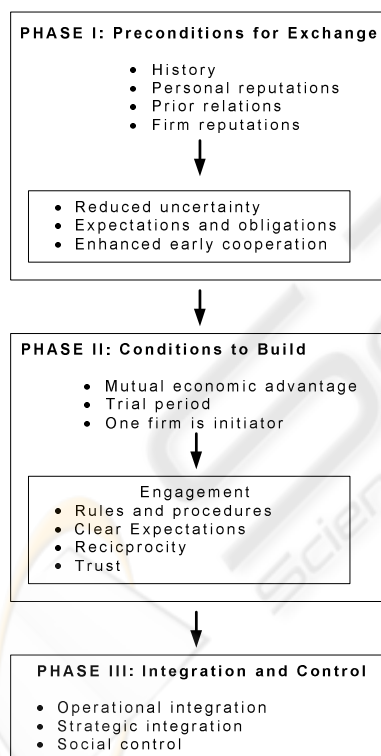 PHASE I: Preconditions for Exchange
• History
• Personal reputations
• Prior relations
• Firm reputations
• Reduced uncertainty
• Expectations and obligations
• Enhanced early cooperation
PHASE II: Conditions to Build
• Mutual economic advantage
• Trial period
• One firm is initiator
Engagement
• Rules and procedures
• Clear Expectations
• Recicprocity
• Trust
PHASE III: Integration and Control
• Operational integration
• Strategic integration
• Social control